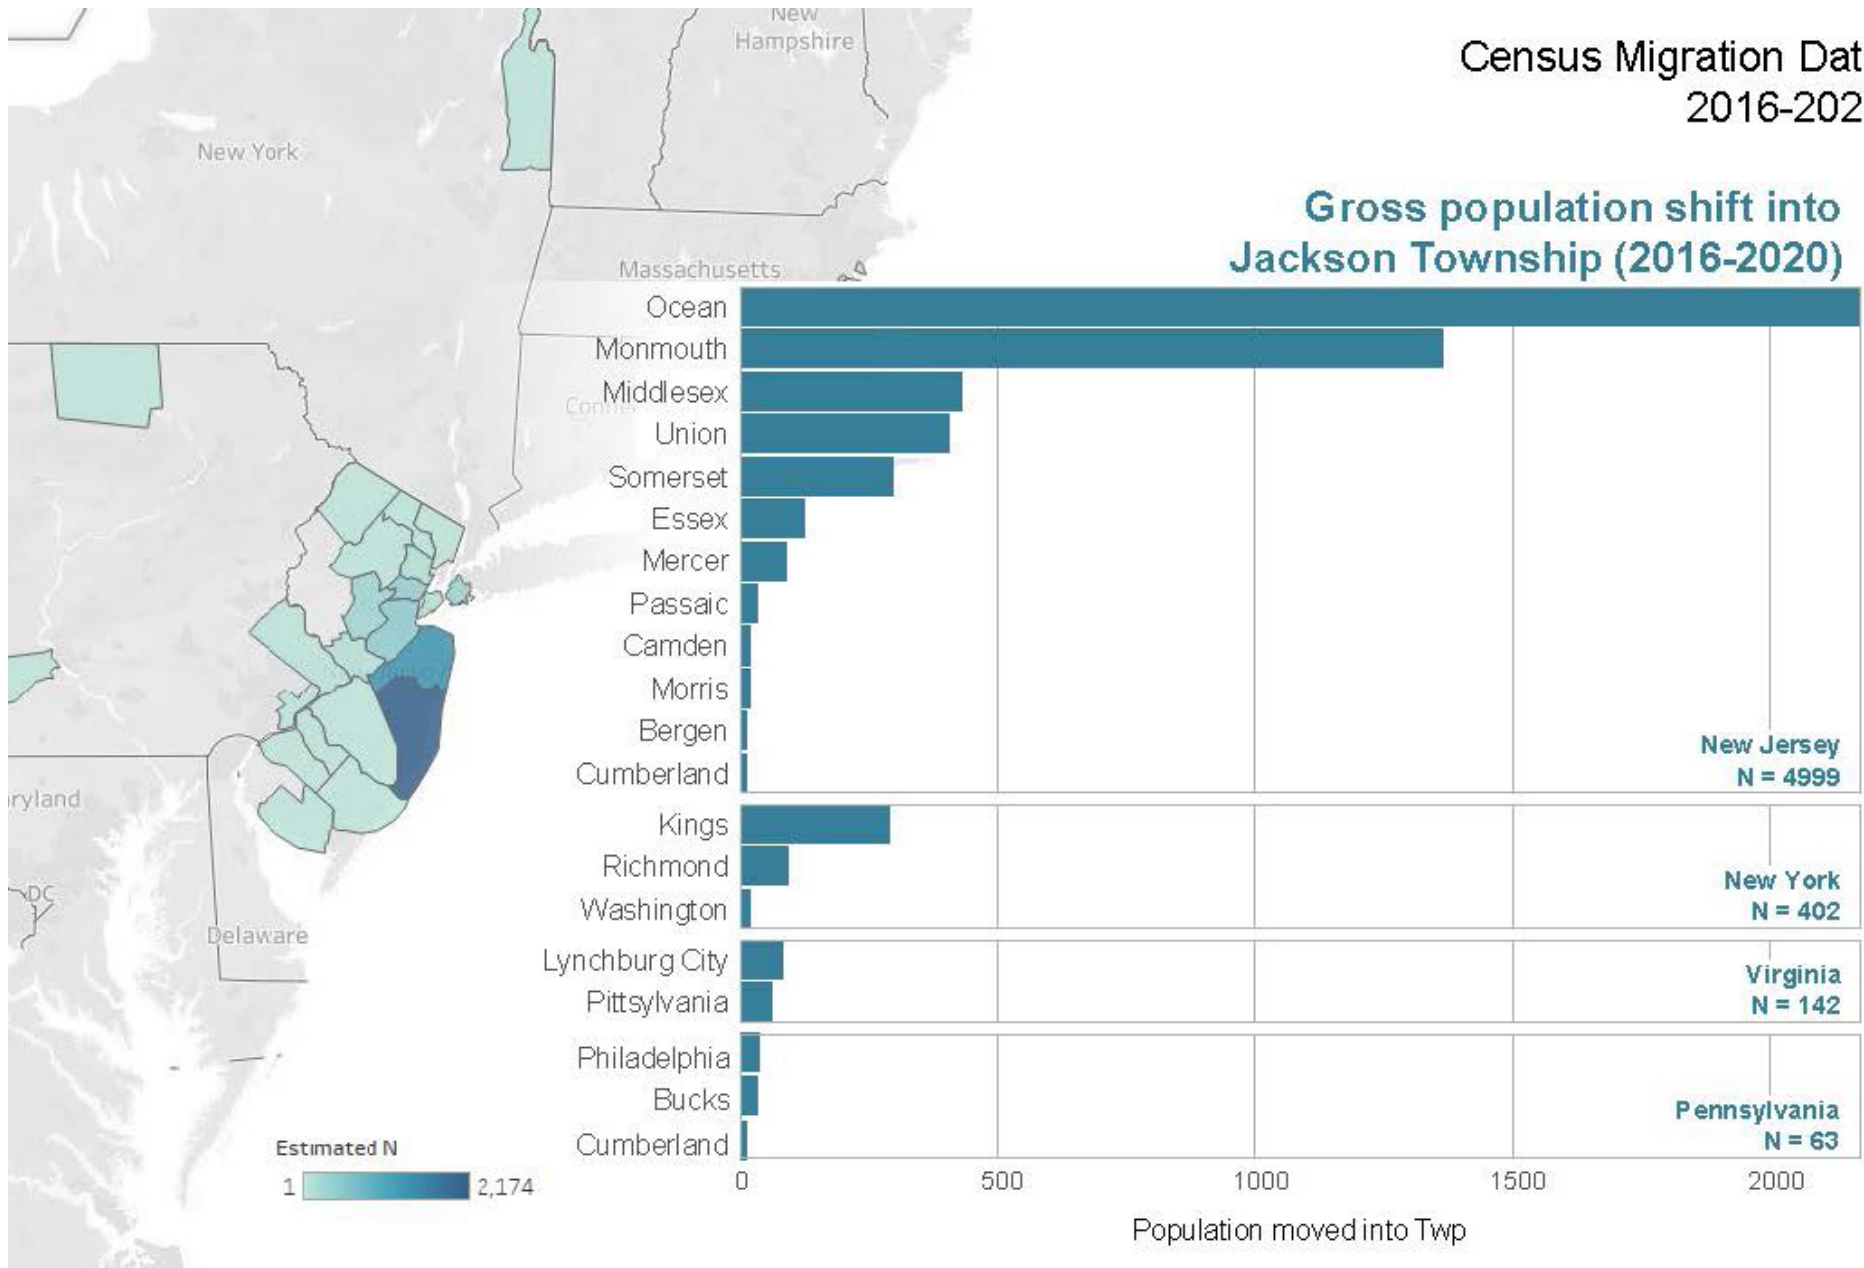 New
Hampshire
New York
Massachusetts
Census Migration Dat
2016-202
Gross population shift into
Jackson Township (2016-2020)
Ocean
Monmouth
Middlesex
Union
Somerset
Essex
Mercer
Passaic
Camden
Morris
Bergen
Cumberland
New Jersey
N = 4999
Kings
Richmond
Washington
New York
N = 402
Lynchburg City
Pittsylvania
Virginia
N = 142
Philadelphia
Bucks
Cumberland
Pennsylvania
N = 63
0 500 1000 1500 2000
Population moved into Twp
ryland
DC
Delaware
Estimated N
1 2,174